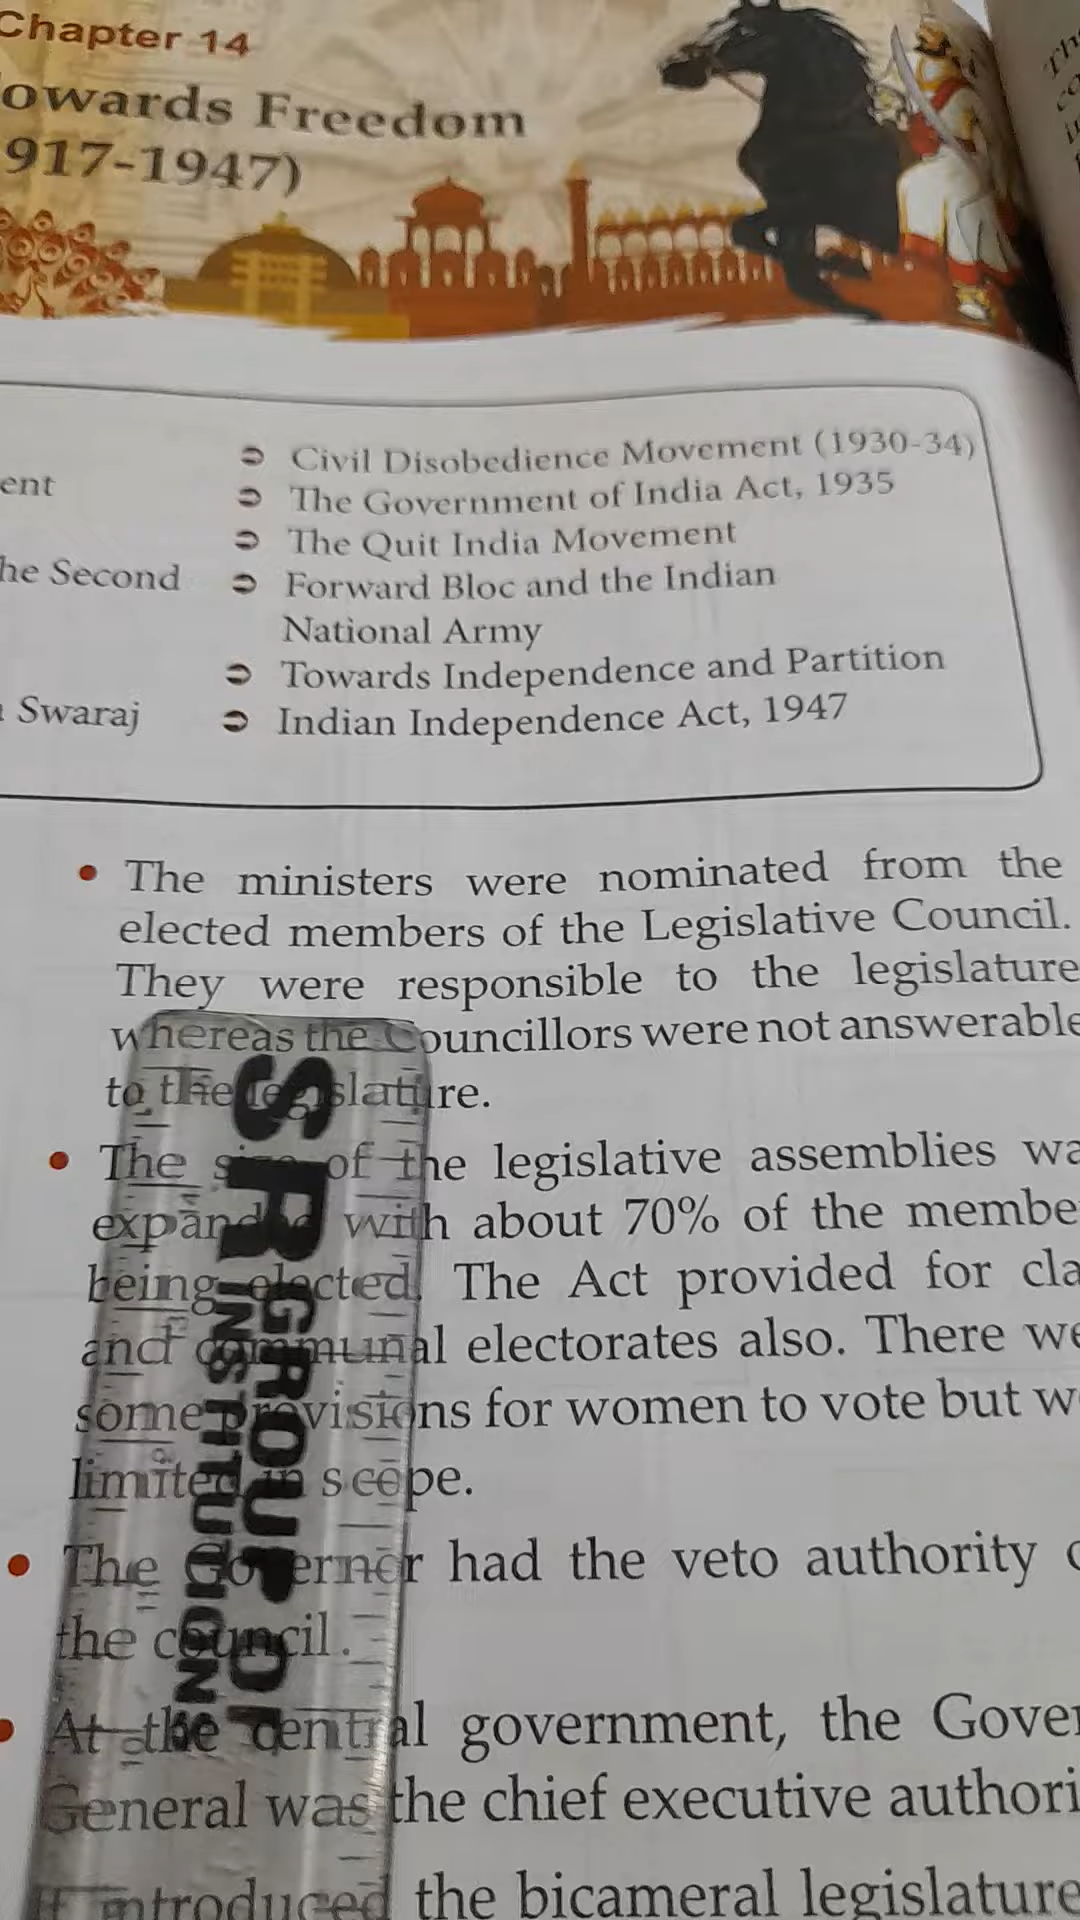 Chapter 14
owards Freedom
917-1947)
ent
he Second
Swaraj
Civil Disobedience Movement (1930-34)
The Government of India Act, 1935
The Quit India Movement
Forward Bloc and the Indian
National Army
Towards Independence and Partition
Indian Independence Act, 1947
• The ministers were nominated from the
elected members of the Legislative Council.
They were responsible to the legislature
whereas the Councillors were not answerable
to the legislature.
• The size of the legislative assemblies wa
expanded with about 70% of the membe
being elected. The Act provided for cla
and communal electorates also. There we
some provisions for women to vote but w
limited in scope.
• The Governor had the veto authority
the council.
• At the central government, the Gover
General was the chief executive authori
It introduced the bicameral legislature
SR GROUP OF
INSTITUTIONS